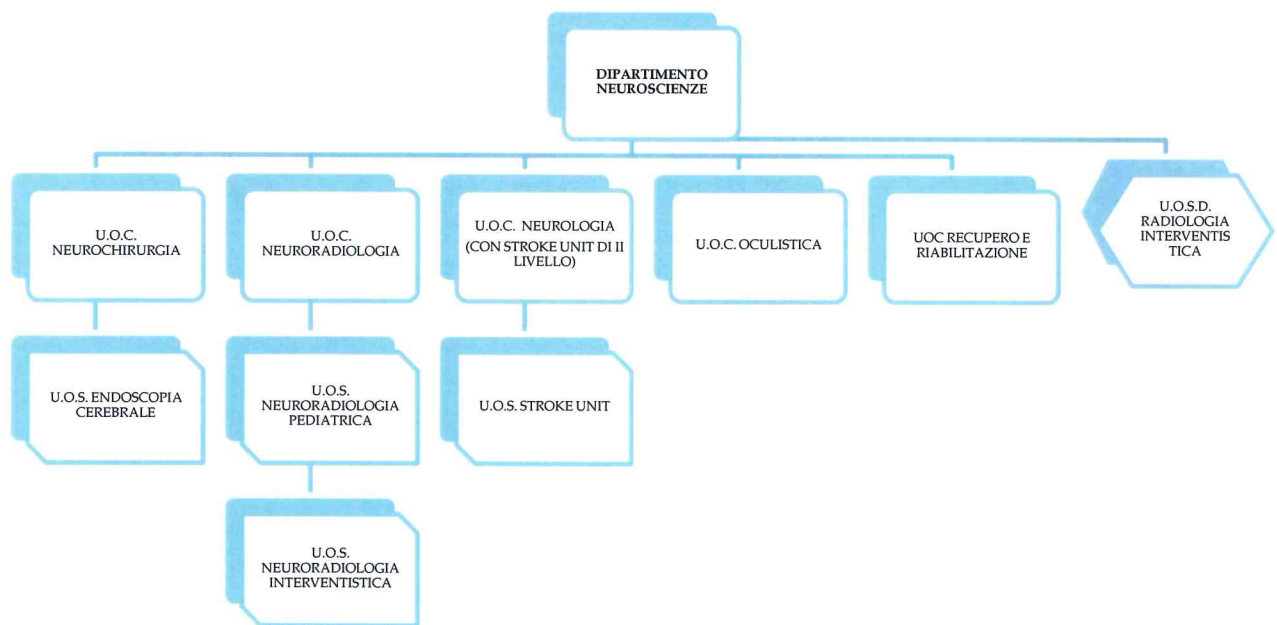 DIPARTIMENTO
NEUROSCIENZE
U.O.C.
NEUROCHIRURGIA
U.O.C.
NEURORADIOLOGIA
U.O.C. NEUROLOGIA
(CON STROKE UNIT DI II
LIVELLO)
U.O.C. OCULISTICA
UOC RECUPERO E
RIABILITAZIONE
U.O.S.D.
RADIOLOGIA
INTERVENTIS
TICA
U.O.S. ENDOSCOPIA
CEREBRALE
U.O.S.
NEURORADIOLOGIA
PEDIATRICA
U.O.S. STROKE UNIT
U.O.S.
NEURORADIOLOGIA
INTERVENTISTICA